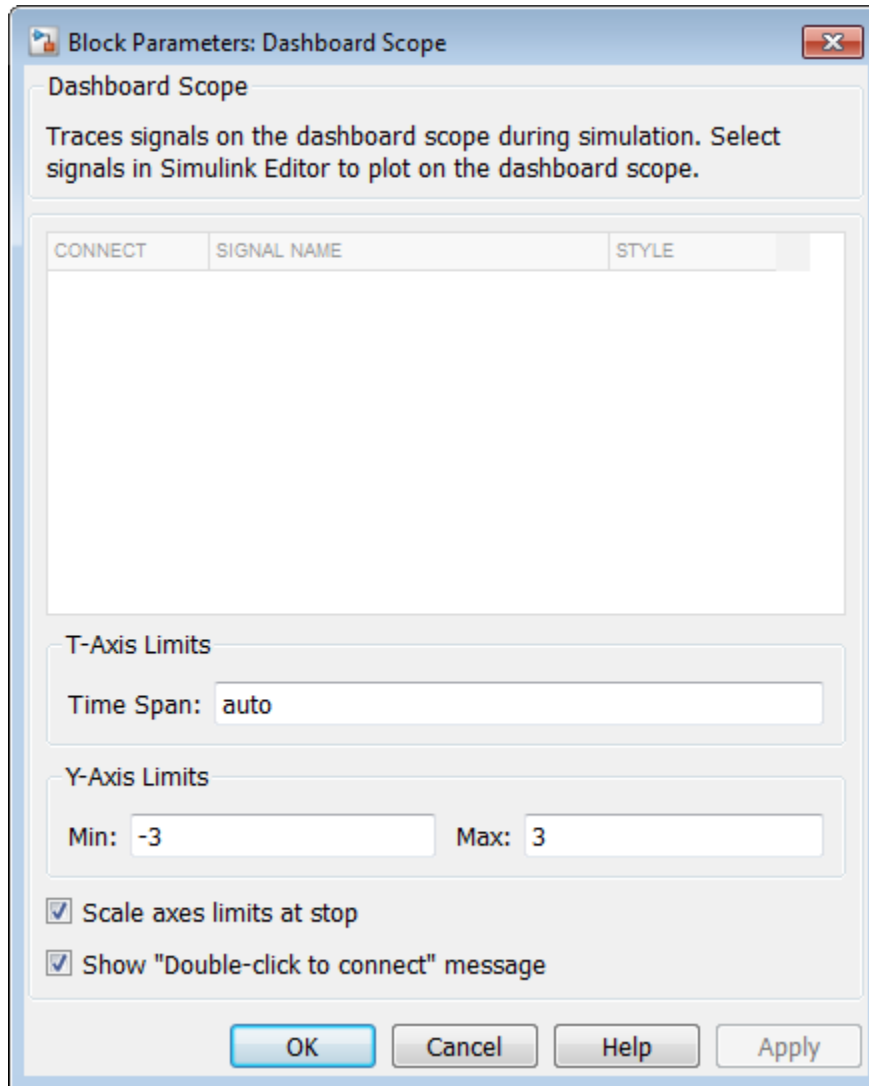 Block Parameters: Dashboard Scope
Dashboard Scope
Traces signals on the dashboard scope during simulation. Select
signals in Simulink Editor to plot on the dashboard scope.
CONNECT SIGNAL NAME STYLE
T-Axis Limits
Time Span: auto
Y-Axis Limits
Min: -3 Max: 3
Scale axes limits at stop
Show "Double-click to connect" message
OK Cancel Help Apply